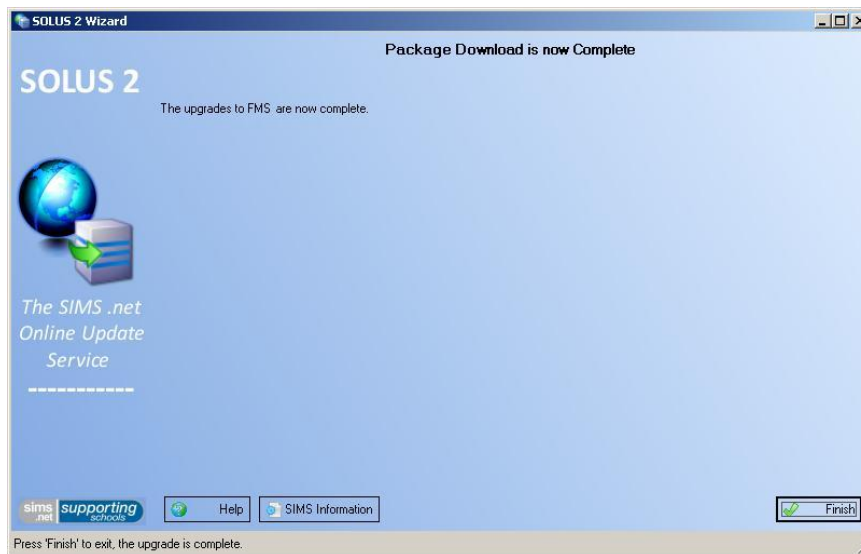 SOLUS 2 Wizard
Package Download is now Complete
SOLUS 2
The upgrades to FMS are now complete.
The SIMS .net
Online Update
Service
-----------
sims .net supporting schools
Help
SIMS Information
Finish
Press 'Finish' to exit, the upgrade is complete.